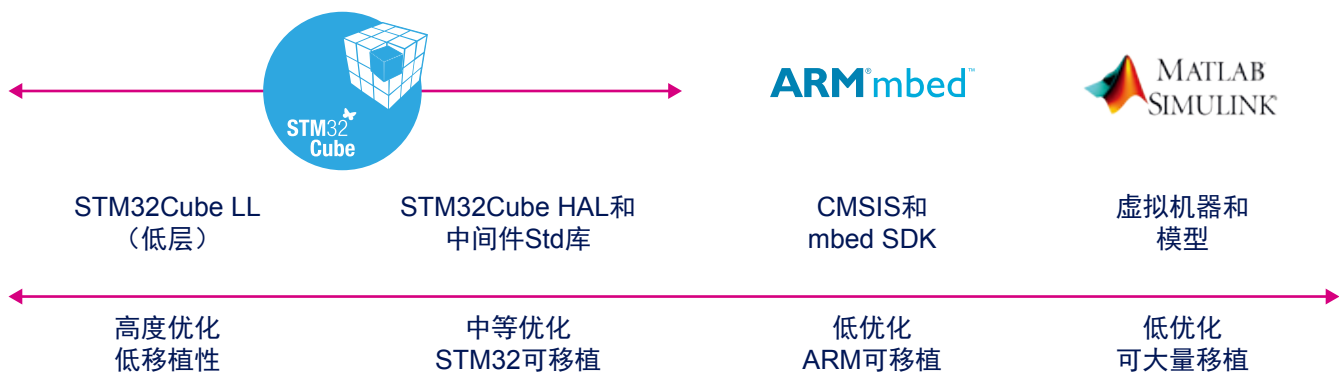 STM32
Cube
ARM®mbed™
MATLAB
SIMULINK®
STM32Cube LL
（低层）
STM32Cube HAL和
中间件Std库
CMSIS和
mbed SDK
虚拟机器和
模型
高度优化
低移植性
中等优化
STM32可移植
低优化
ARM可移植
低优化
可大量移植